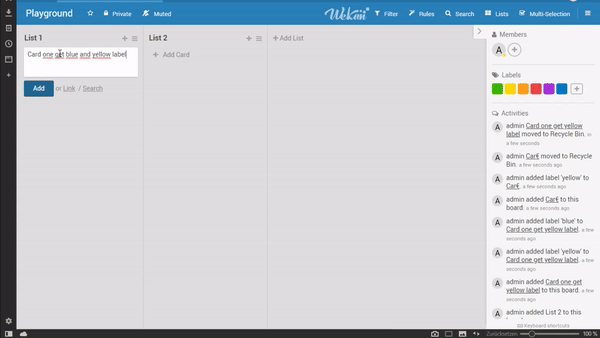 Playground
Private
Muted
Wekan
Filter
Rules
Search
Lists
Multi-Selection
List 1
Card one get blue and yellow label
Add
or Link / Search
List 2
Add Card
Add List
Members
A
Labels
Activities
A
admin Card one get yellow
label moved to Recycle Bin. in
a few seconds
A
admin Car€ moved to Recycle
Bin. a few seconds ago
A
admin added label 'yellow' to
Car€. a few seconds ago
A
admin added Car€ to this
board. a few seconds ago
A
admin added label 'blue' to
Card one get yellow label. a few
seconds ago
A
admin added label 'yellow' to
Card one get yellow label. a few
seconds ago
A
admin added Card one get
yellow label to this board. a few
seconds ago
A
admin added List 2 to this
Keyboard shortcuts
Zurücksetzen
100 %